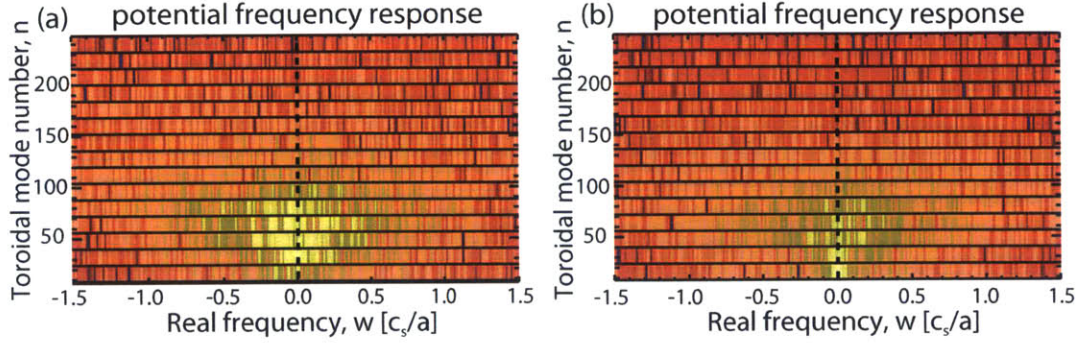 (a) potential frequency response
Toroidal mode number, n
200
150
100
50
-1.5 -1.0 -0.5 0.0 0.5 1.0 1.5
Real frequency, w [c_s/a]
(b) potential frequency response
Toroidal mode number, n
200
150
100
50
-1.5 -1.0 -0.5 0.0 0.5 1.0 1.5
Real frequency, w [c_s/a]